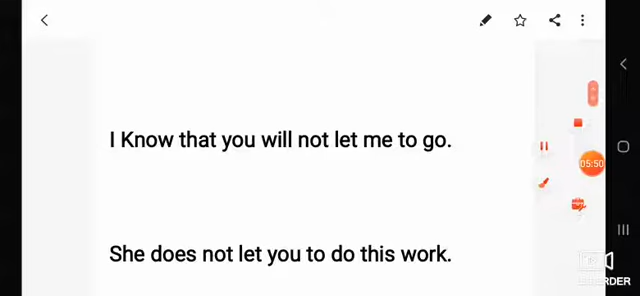 I Know that you will not let me to go.
05:50
She does not let you to do this work.